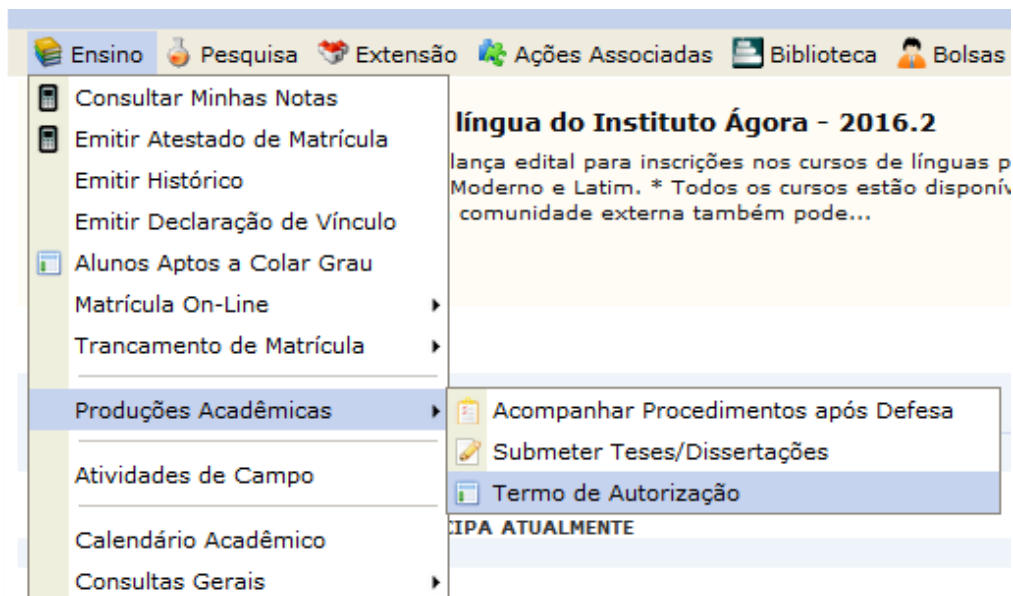 Ensino Pesquisa Extensão Ações Associadas Biblioteca Bolsas
Consultar Minhas Notas
Emitir Atestado de Matrícula
Emitir Histórico
Emitir Declaração de Vínculo
Alunos Aptos a Colar Grau
Matrícula On-Line
Trancamento de Matrícula
Produções Acadêmicas
Atividades de Campo
Calendário Acadêmico
Consultas Gerais
Acompanhar Procedimentos após Defesa
Submeter Teses/Dissertações
Termo de Autorização
língua do Instituto Ágora - 2016.2
lança edital para inscrições nos cursos de línguas
Moderno e Latim. * Todos os cursos estão
comunidade externa também pode...
ATUALMENTE